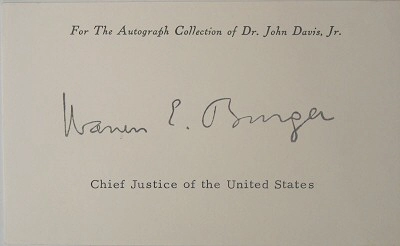 For The Autograph Collection of Dr. John Davis, Jr.
Warren E. Burger
Chief Justice of the United States